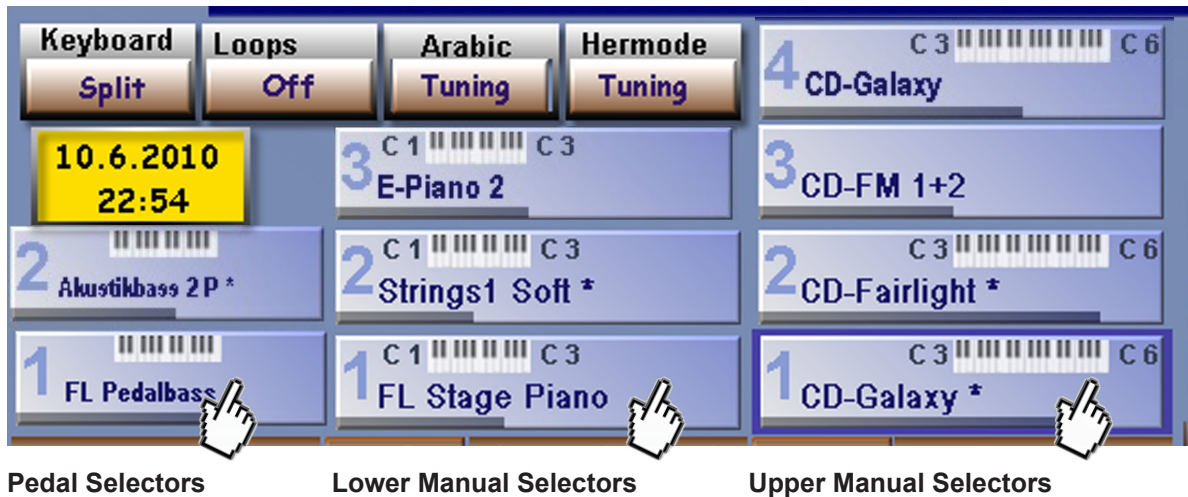 Keyboard Loops Arabic Hermode
Split Off Tuning Tuning
4 C 3 C 6
CD-Galaxy
10.6.2010
22:54
3 C 1 C 3
E-Piano 2
3 CD-FM 1+2
2 Akustikbass 2 P *
2 C 1 C 3
Strings1 Soft *
2 C 3 C 6
CD-Fairlight *
1 FL Pedalbass
1 C 1 C 3
FL Stage Piano
1 C 3 C 6
CD-Galaxy *
Pedal Selectors Lower Manual Selectors Upper Manual Selectors